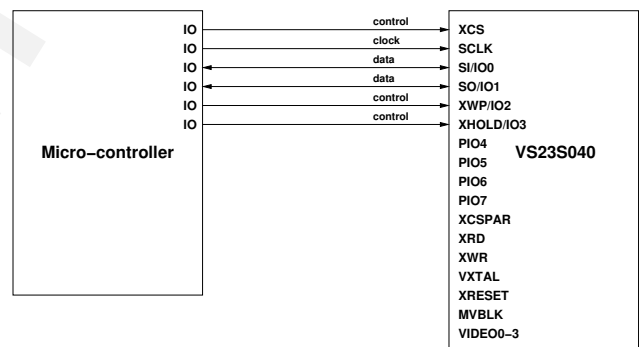 IO control XCS
IO clock SCLK
IO data SI/IO0
IO data SO/IO1
IO control XWP/IO2
IO control XHOLD/IO3
PIO4
Micro−controller VS23S040
PIO5
PIO6
PIO7
XCSPAR
XRD
XWR
VXTAL
XRESET
MVBLK
VIDEO0−3